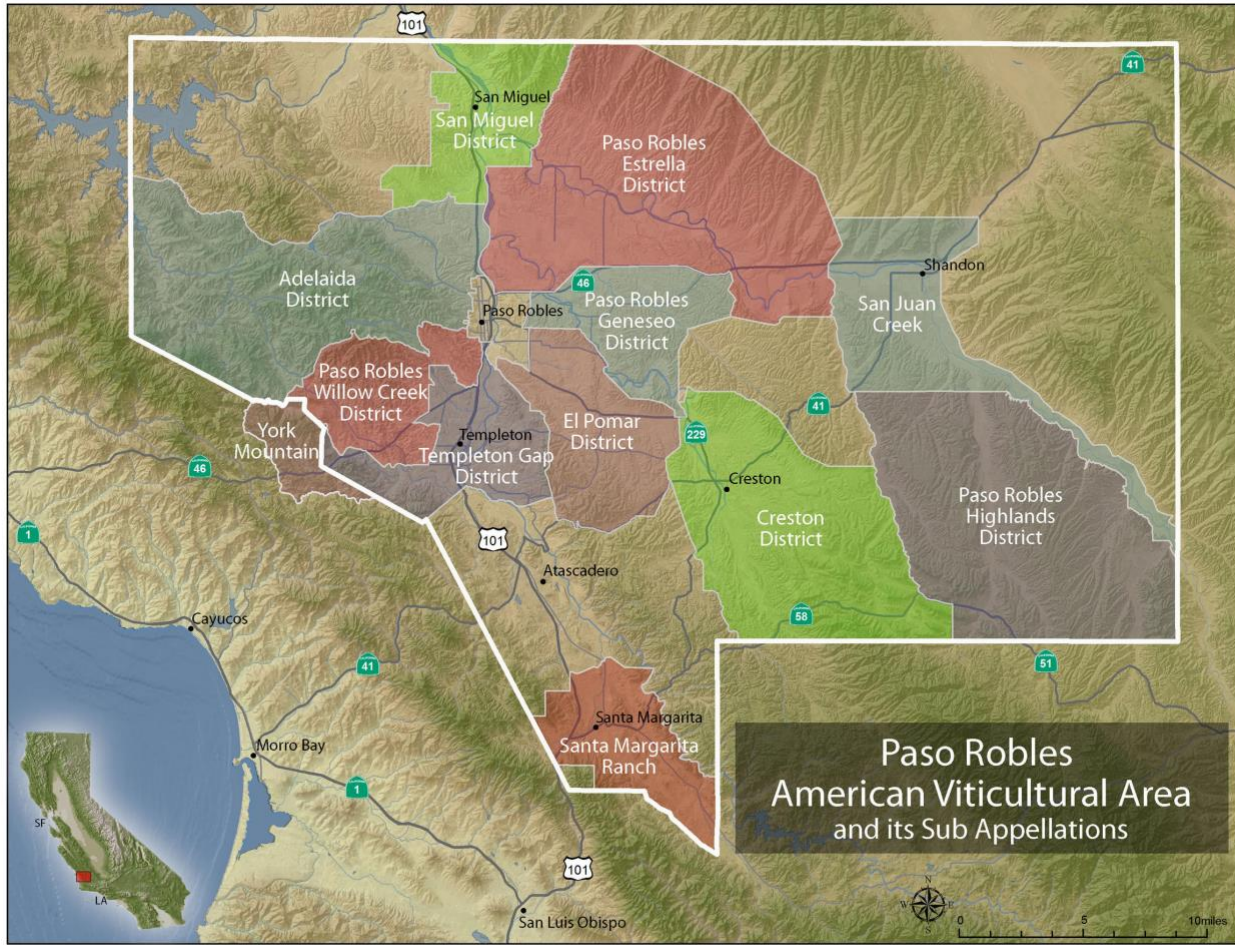 101
41
San Miguel
San Miguel
District
Paso Robles
Estrella
District
Adelaida
District
46
Shandon
Paso Robles
Paso Robles
Geneseo
District
San Juan
Creek
Paso Robles
Willow Creek
District
El Pomar
District
41
229
York
Mountain
Templeton
Templeton Gap
District
46
Creston
Creston
District
Paso Robles
Highlands
District
1
101
Atascadero
Cayucos
58
41
51
Santa Margarita
Santa Margarita
Ranch
Morro Bay
1
Paso Robles
American Viticultural Area
and its Sub Appellations
SF
LA
101
San Luis Obispo
N
W
E
S
0
5
10miles